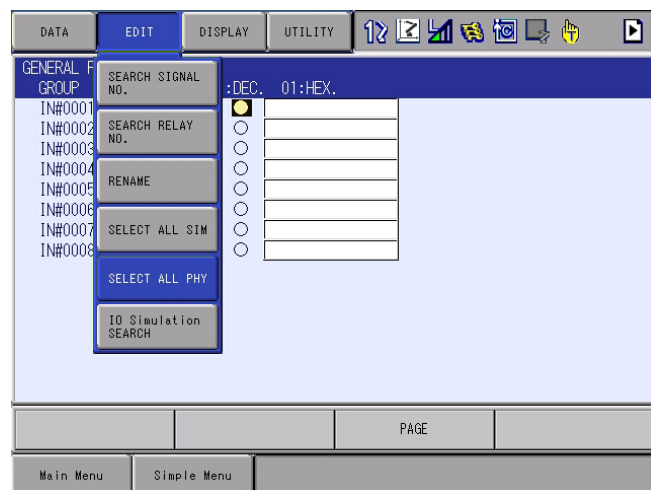 DATA
EDIT
DISPLAY
UTILITY
GENERAL
GROUP
:DEC. 01:HEX.
SEARCH SIGNAL
NO.
SEARCH RELAY
NO.
RENAME
SELECT ALL SIM
SELECT ALL PHY
IO Simulation
SEARCH
IN#0001
IN#0002
IN#0003
IN#0004
IN#0005
IN#0006
IN#0007
IN#0008
PAGE
Main Menu
Simple Menu